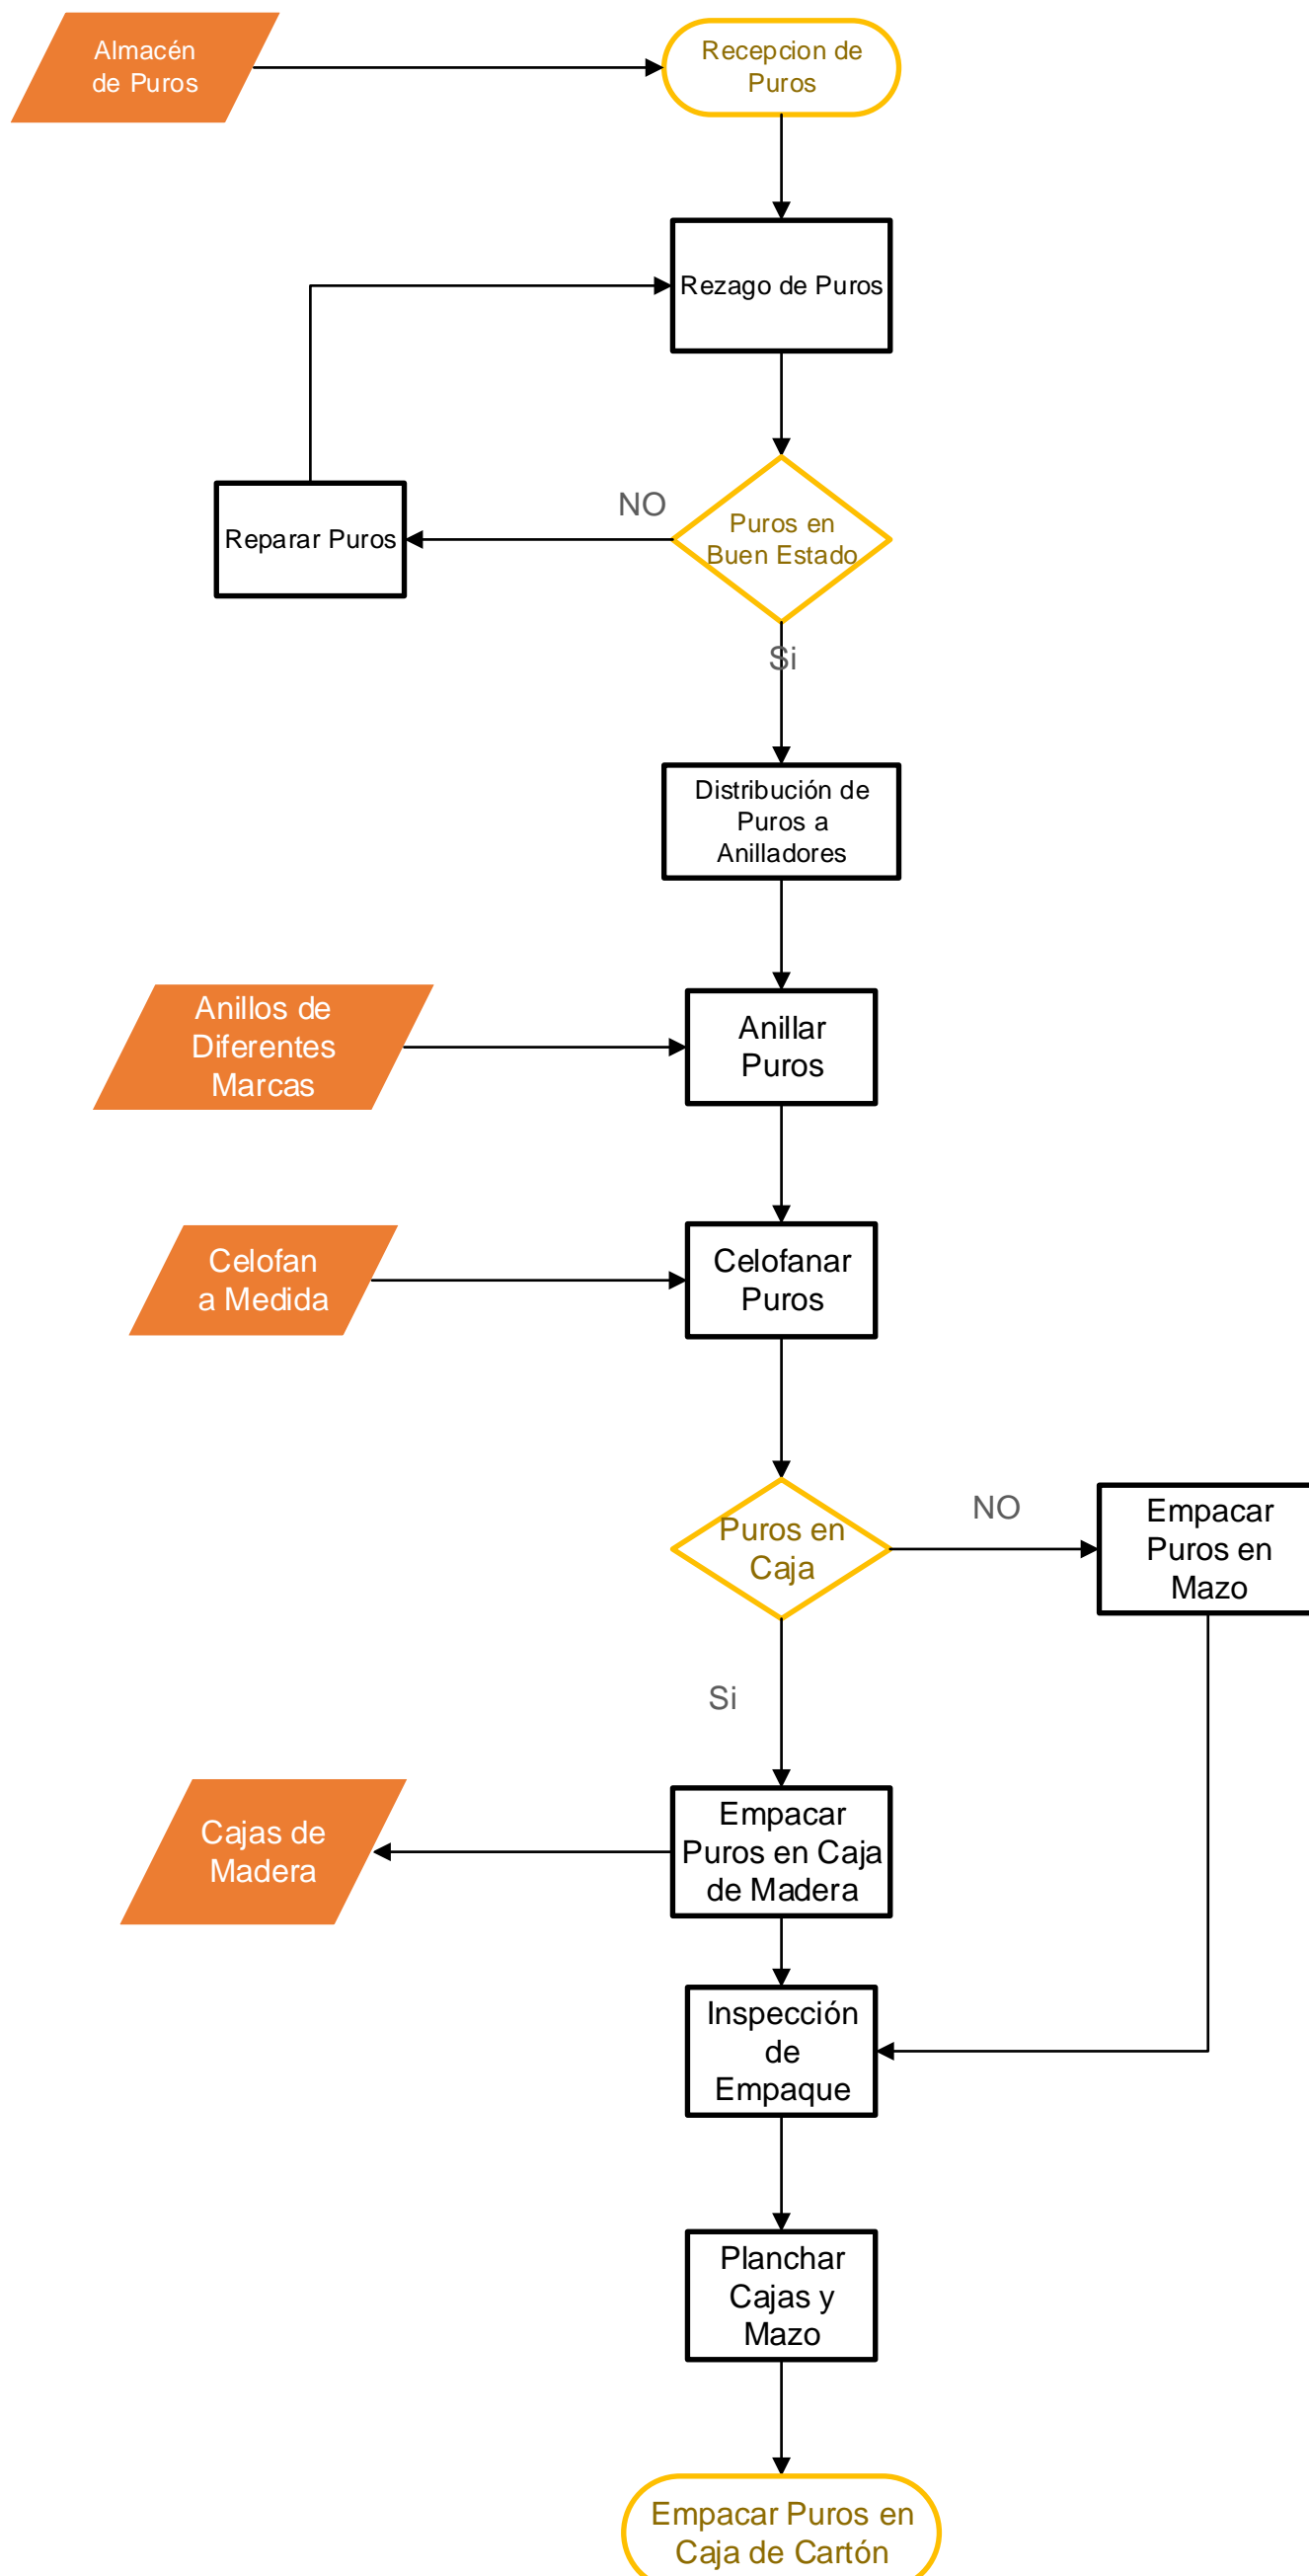 Almacén
de Puros
Recepcion de
Puros
Rezago de Puros
Reparar Puros
NO
Puros en
Buen Estado
Si
Distribución de
Puros a
Anilladores
Anillos de
Diferentes
Marcas
Anillar
Puros
Celofan
a Medida
Celofanar
Puros
Puros en
Caja
NO
Empacar
Puros en
Mazo
Si
Cajas de
Madera
Empacar
Puros en Caja
de Madera
Inspección
de
Empaque
Planchar
Cajas y
Mazo
Empacar Puros en
Caja de Cartón